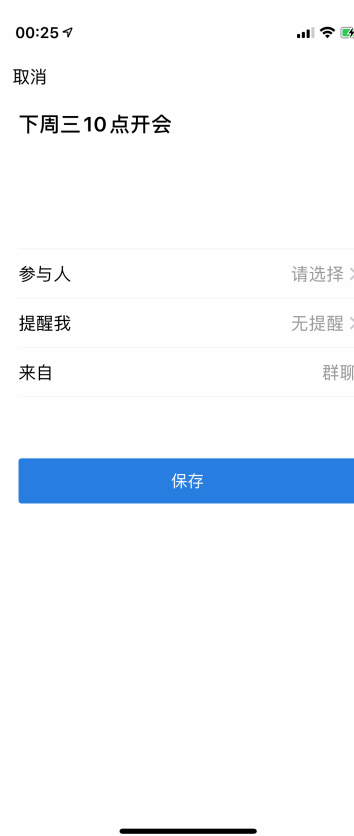 00:25
取消
下周三10点开会
参与人 请选择
提醒我 无提醒
来自 群聊
保存